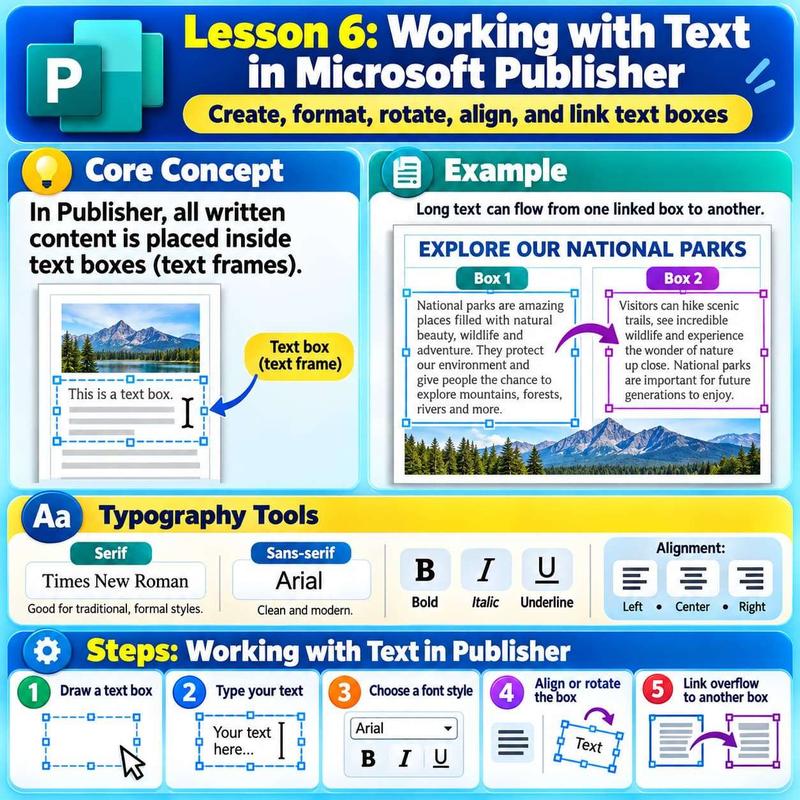 P
Lesson 6: Working with Text
in Microsoft Publisher
Create, format, rotate, align, and link text boxes
Core Concept
In Publisher, all written
content is placed inside
text boxes (text frames).
Text box
(text frame)
This is a text box.
Example
Long text can flow from one linked box to another.
EXPLORE OUR NATIONAL PARKS
Box 1
National parks are amazing
places filled with natural
beauty, wildlife and
adventure. They protect
our environment and
give people the chance to
explore mountains, forests,
rivers and more.
Box 2
Visitors can hike scenic
trails, see incredible
wildlife and experience
the wonder of nature
up close. National parks
are important for future
generations to enjoy.
Aa
Typography Tools
Serif
Times New Roman
Good for traditional, formal styles.
Sans-serif
Arial
Clean and modern.
B
Bold
I
Italic
U
Underline
Alignment:
Left • Center • Right
Steps: Working with Text in Publisher
1 Draw a text box
2 Type your text
Your text
here...
3 Choose a font style
Arial
B I U
4 Align or rotate
the box
Text
5 Link overflow
to another box